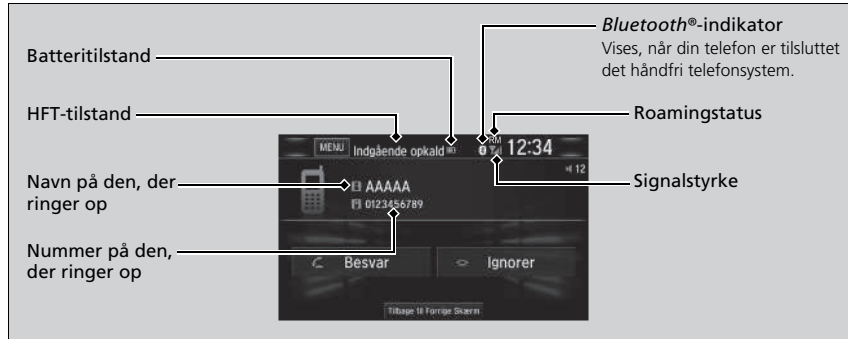 Bluetooth®-indikator
Vises, når din telefon er tilsluttet
det håndfri telefonsystem.
Batteritilstand
HFT-tilstand
Roamingstatus
Navn på den, der
ringer op
Signalstyrke
Nummer på den,
der ringer op
MENU Indgående opkald RM 12:34
12
AAAAA
0123456789
Besvar Ignorer
Tilbage til Forrige Skærm